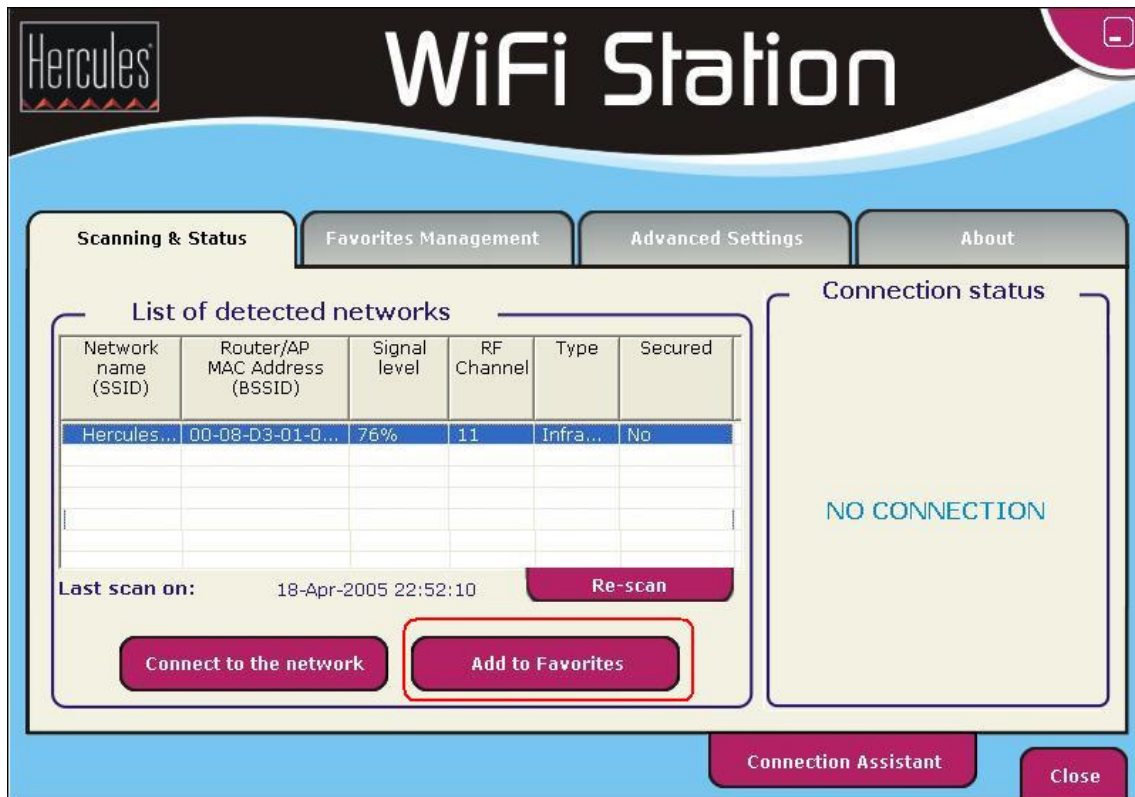 Hercules
WiFi Station
Scanning & Status
Favorites Management
Advanced Settings
About
List of detected networks
Network name (SSID)
Router/AP MAC Address (BSSID)
Signal level
RF Channel
Type
Secured
Hercules... 00-08-D3-01-0... 76% 11 Infra... No
Last scan on: 18-Apr-2005 22:52:10
Re-scan
Connect to the network
Add to Favorites
Connection status
NO CONNECTION
Connection Assistant
Close